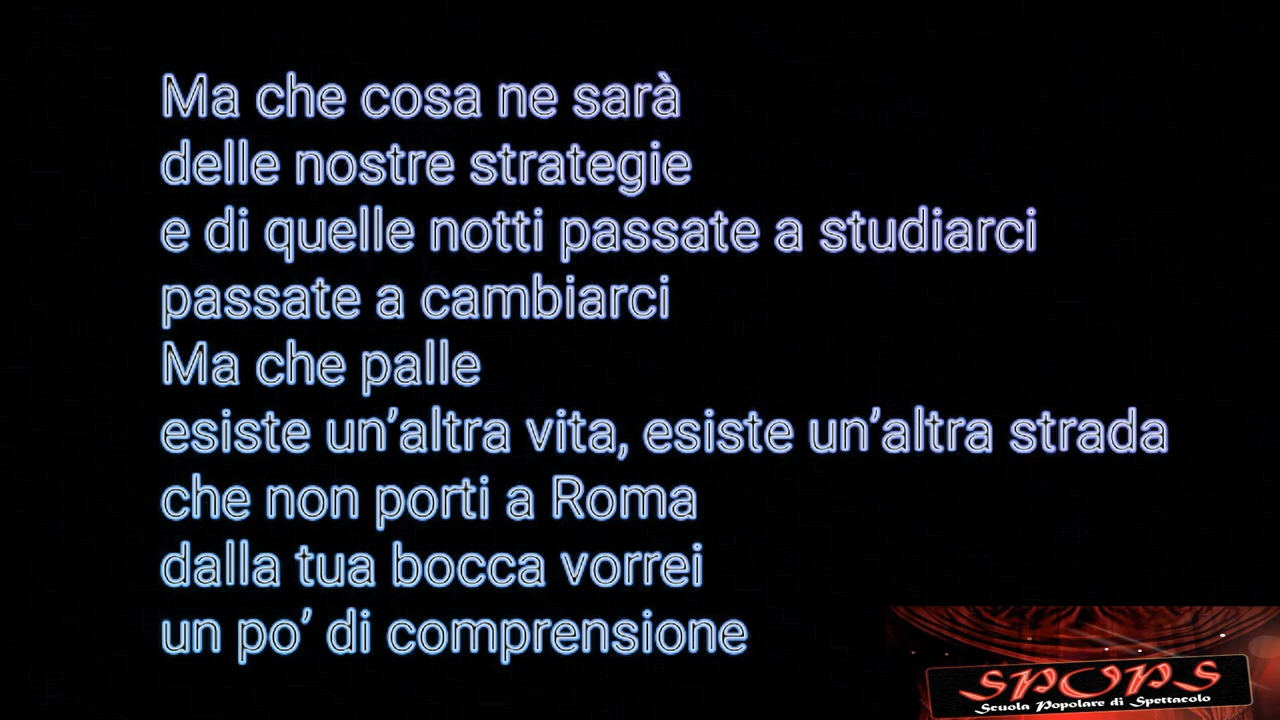 Ma che cosa ne sarà
delle nostre strategie
e di quelle notti passate a studiarci
passate a cambiarci
Ma che palle
esiste un’altra vita, esiste un’altra strada
che non porti a Roma
dalla tua bocca vorrei
un po’ di comprensione
SPOPS
Scuola Popolare di Spettacolo